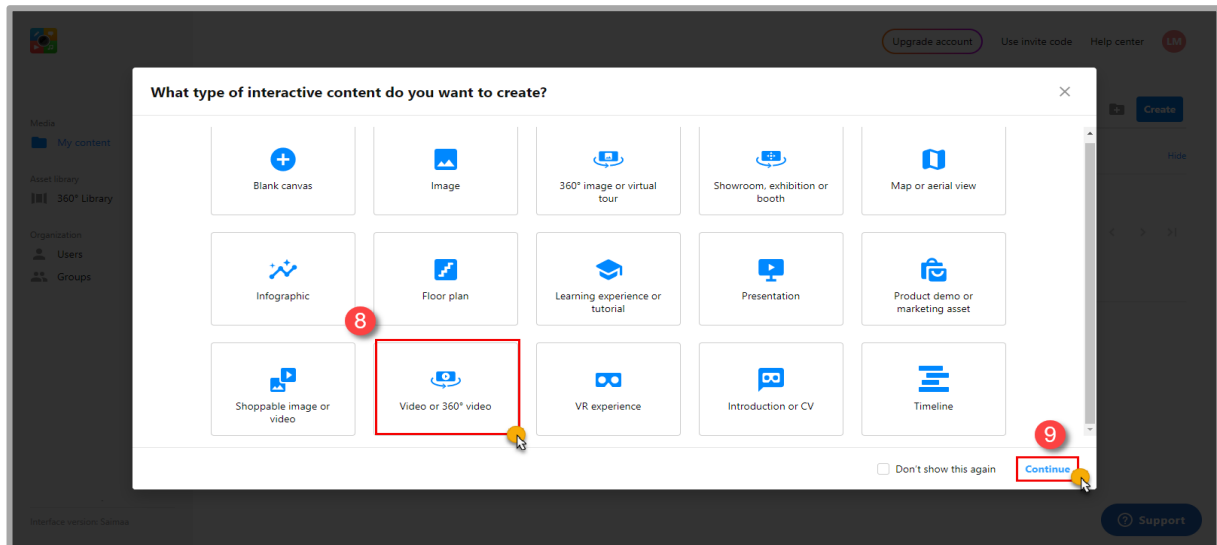 Upgrade account Use invite code Help center LM
What type of interactive content do you want to create?
Create
Media
My content
Hide
Asset library
360° Library
Organization
Users
Groups
Blank canvas
Image
360° image or virtual
tour
Showroom, exhibition or
booth
Map or aerial view
Infographic
Floor plan
Learning experience or
tutorial
Presentation
Product demo or
marketing asset
8
Shoppable image or
video
Video or 360° video
VR experience
Introduction or CV
Timeline
9
Don't show this again
Continue
Interface version: Saimaa
Support